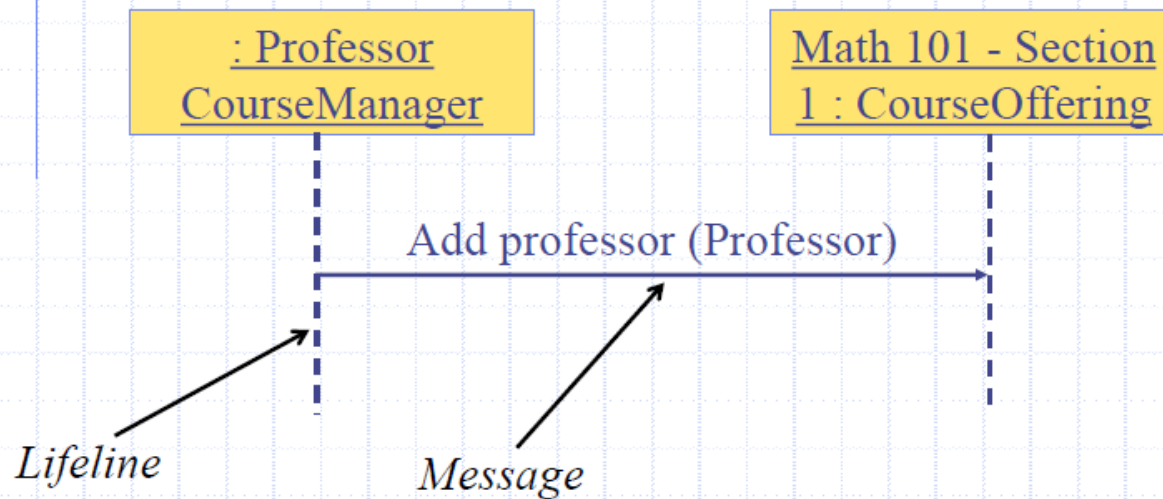 : Professor
CourseManager
Math 101 - Section
1 : CourseOffering
Add professor (Professor)
Lifeline
Message